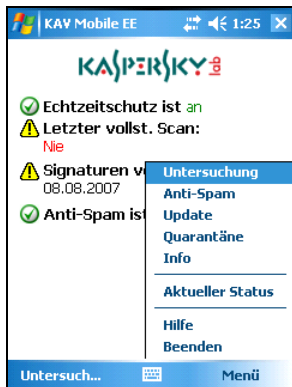 KAV Mobile EE 1:25
KASPERSKY lab
Echtzeitschutz ist an
Letzter vollst. Scan:
Nie
Signaturen v
08.08.2007
Anti-Spam ist
Untersuchung
Anti-Spam
Update
Quarantäne
Info
Aktueller Status
Hilfe
Beenden
Untersuch... Menü